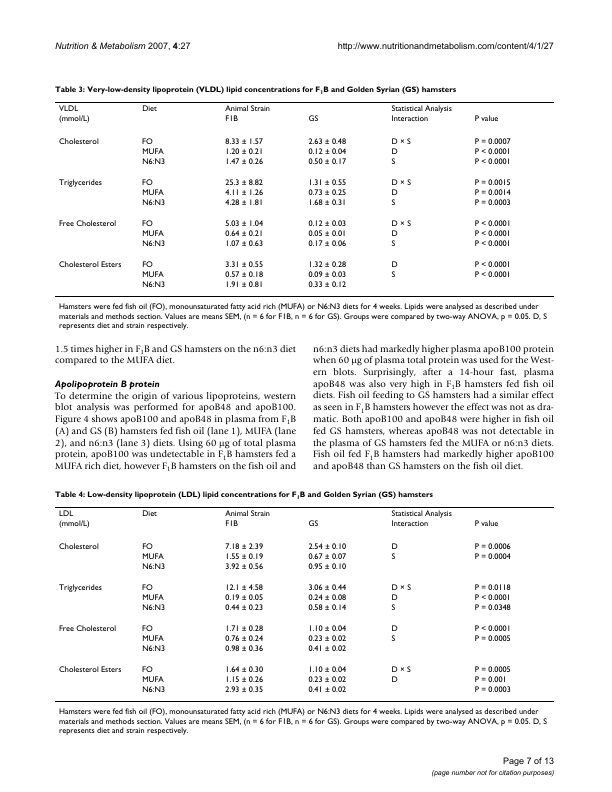 Nutrition & Metabolism 2007, 4:27 http://www.nutritionandmetabolism.com/content/4/1/27
Table 3: Very-low-density lipoprotein (VLDL) lipid concentrations for F1B and Golden Syrian (GS) hamsters
VLDL Diet Animal Strain Statistical Analysis
(mmol/L) F1B GS Interaction P value
Cholesterol FO 8.33 ± 1.57 2.63 ± 0.48 D × S P = 0.0007
MUFA 1.20 ± 0.21 0.12 ± 0.04 D P < 0.0001
N6:N3 1.47 ± 0.26 0.50 ± 0.17 S P < 0.0001
Triglycerides FO 25.3 ± 8.82 1.31 ± 0.55 D × S P = 0.0015
MUFA 4.11 ± 1.26 0.73 ± 0.25 D P = 0.0014
N6:N3 4.28 ± 1.81 1.68 ± 0.31 S P = 0.0003
Free Cholesterol FO 5.03 ± 1.04 0.12 ± 0.03 D × S P < 0.0001
MUFA 0.64 ± 0.21 0.05 ± 0.01 D P < 0.0001
N6:N3 1.07 ± 0.63 0.17 ± 0.06 S P < 0.0001
Cholesterol Esters FO 3.31 ± 0.55 1.32 ± 0.28 D P < 0.0001
MUFA 0.57 ± 0.18 0.09 ± 0.03 S P < 0.0001
N6:N3 1.91 ± 0.81 0.33 ± 0.12
Hamsters were fed fish oil (FO), monounsaturated fatty acid rich (MUFA) or N6:N3 diets for 4 weeks. Lipids were analysed as described under
materials and methods section. Values are means SEM, (n = 6 for F1B, n = 6 for GS). Groups were compared by two-way ANOVA, p = 0.05. D, S
represents diet and strain respectively.
1.5 times higher in F1B and GS hamsters on the n6:n3 diet
compared to the MUFA diet.
Apolipoprotein B protein
To determine the origin of various lipoproteins, western
blot analysis was performed for apoB48 and apoB100.
Figure 4 shows apoB100 and apoB48 in plasma from F1B
(A) and GS (B) hamsters fed fish oil (lane 1), MUFA (lane
2), and n6:n3 (lane 3) diets. Using 60 μg of total plasma
protein, apoB100 was undetectable in F1B hamsters fed a
MUFA rich diet, however F1B hamsters on the fish oil and
n6:n3 diets had markedly higher plasma apoB100 protein
when 60 μg of plasma total protein was used for the West-
ern blots. Surprisingly, after a 14-hour fast, plasma
apoB48 was also very high in F1B hamsters fed fish oil
diets. Fish oil feeding to GS hamsters had a similar effect
as seen in F1B hamsters however the effect was not as dra-
matic. Both apoB100 and apoB48 were higher in fish oil
fed GS hamsters, whereas apoB48 was not detectable in
the plasma of GS hamsters fed the MUFA or n6:n3 diets.
Fish oil fed F1B hamsters had markedly higher apoB100
and apoB48 than GS hamsters on the fish oil diet.
Table 4: Low-density lipoprotein (LDL) lipid concentrations for F1B and Golden Syrian (GS) hamsters
LDL Diet Animal Strain Statistical Analysis
(mmol/L) F1B GS Interaction P value
Cholesterol FO 7.18 ± 2.39 2.54 ± 0.10 D P = 0.0006
MUFA 1.55 ± 0.19 0.67 ± 0.07 S P = 0.0004
N6:N3 3.92 ± 0.56 0.95 ± 0.10
Triglycerides FO 12.1 ± 4.58 3.06 ± 0.44 D × S P = 0.0118
MUFA 0.19 ± 0.05 0.24 ± 0.08 D P < 0.0001
N6:N3 0.44 ± 0.23 0.58 ± 0.14 S P = 0.0348
Free Cholesterol FO 1.71 ± 0.28 1.10 ± 0.04 D P < 0.0001
MUFA 0.76 ± 0.24 0.23 ± 0.02 S P = 0.0005
N6:N3 0.98 ± 0.36 0.41 ± 0.02
Cholesterol Esters FO 1.64 ± 0.30 1.10 ± 0.04 D × S P = 0.0005
MUFA 1.15 ± 0.26 0.23 ± 0.02 D P = 0.001
N6:N3 2.93 ± 0.35 0.41 ± 0.02 P = 0.0003
Hamsters were fed fish oil (FO), monounsaturated fatty acid rich (MUFA) or N6:N3 diets for 4 weeks. Lipids were analysed as described under
materials and methods section. Values are means SEM, (n = 6 for F1B, n = 6 for GS). Groups were compared by two-way ANOVA, p = 0.05. D, S
represents diet and strain respectively.
Page 7 of 13
(page number not for citation purposes)